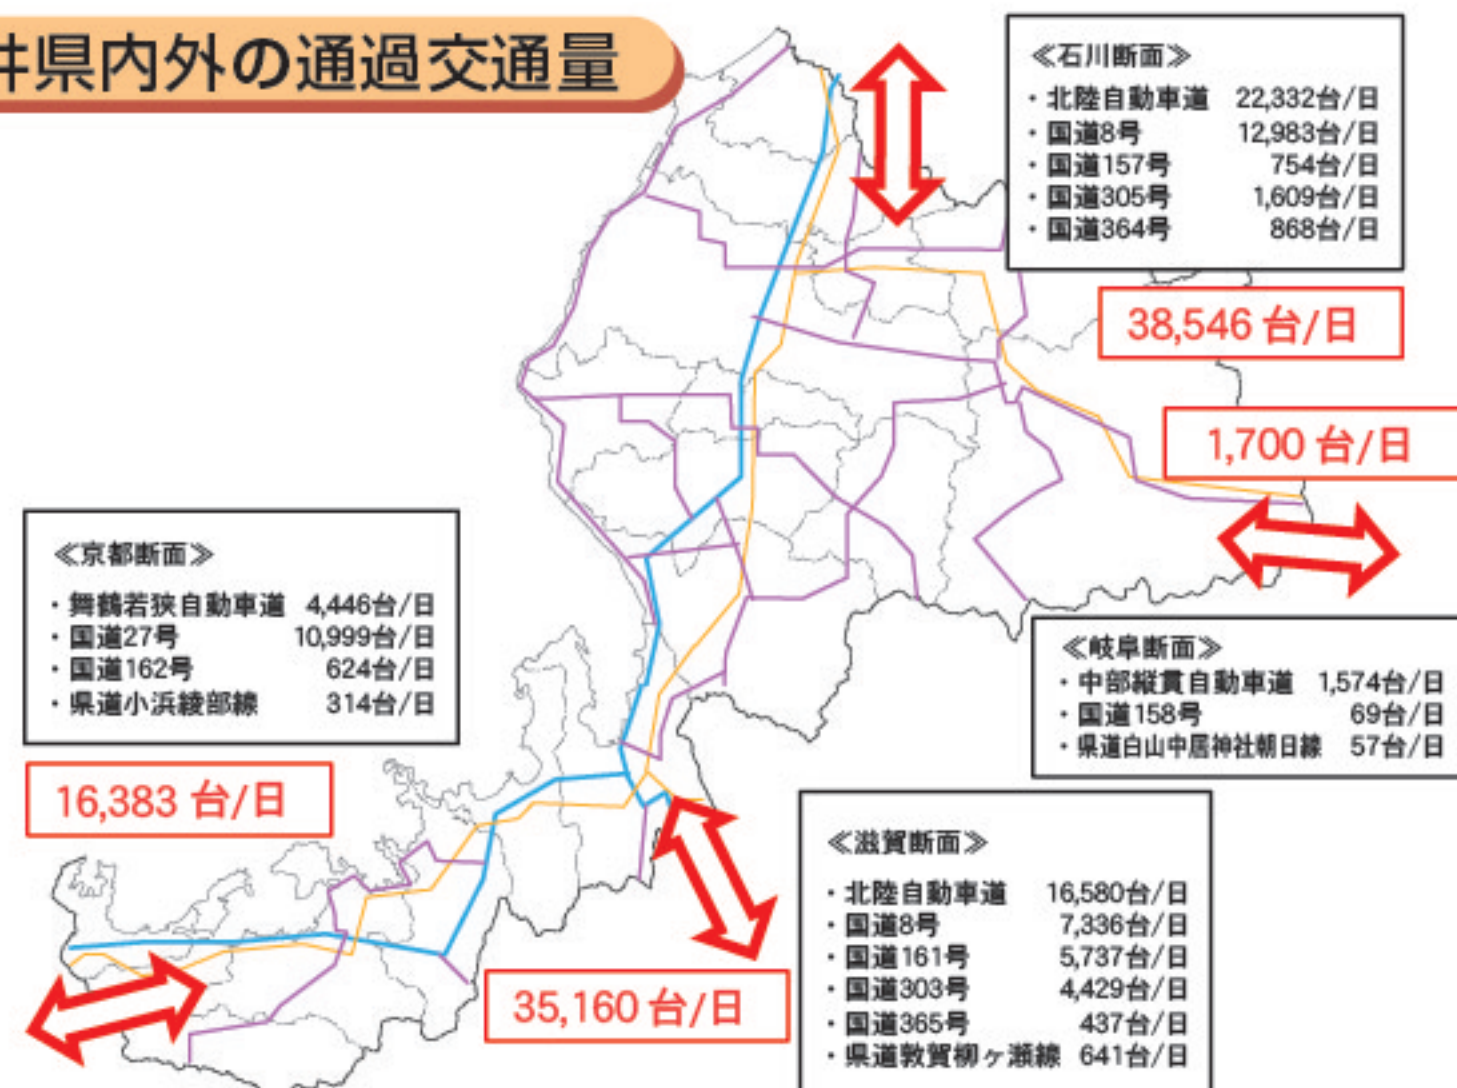 井県内外の通過交通量
≪石川断面≫
・北陸自動車道 22,332台/日
・国道8号 12,983台/日
・国道157号 754台/日
・国道305号 1,609台/日
・国道364号 868台/日
38,546 台/日
1,700 台/日
≪岐阜断面≫
・中部縦貫自動車道 1,574台/日
・国道158号 69台/日
・県道白山中居神社朝日線 57台/日
≪京都断面≫
・舞鶴若狭自動車道 4,446台/日
・国道27号 10,999台/日
・国道162号 624台/日
・県道小浜綾部線 314台/日
16,383 台/日
≪滋賀断面≫
・北陸自動車道 16,580台/日
・国道8号 7,336台/日
・国道161号 5,737台/日
・国道303号 4,429台/日
・国道365号 437台/日
・県道敦賀柳ヶ瀬線 641台/日
35,160 台/日